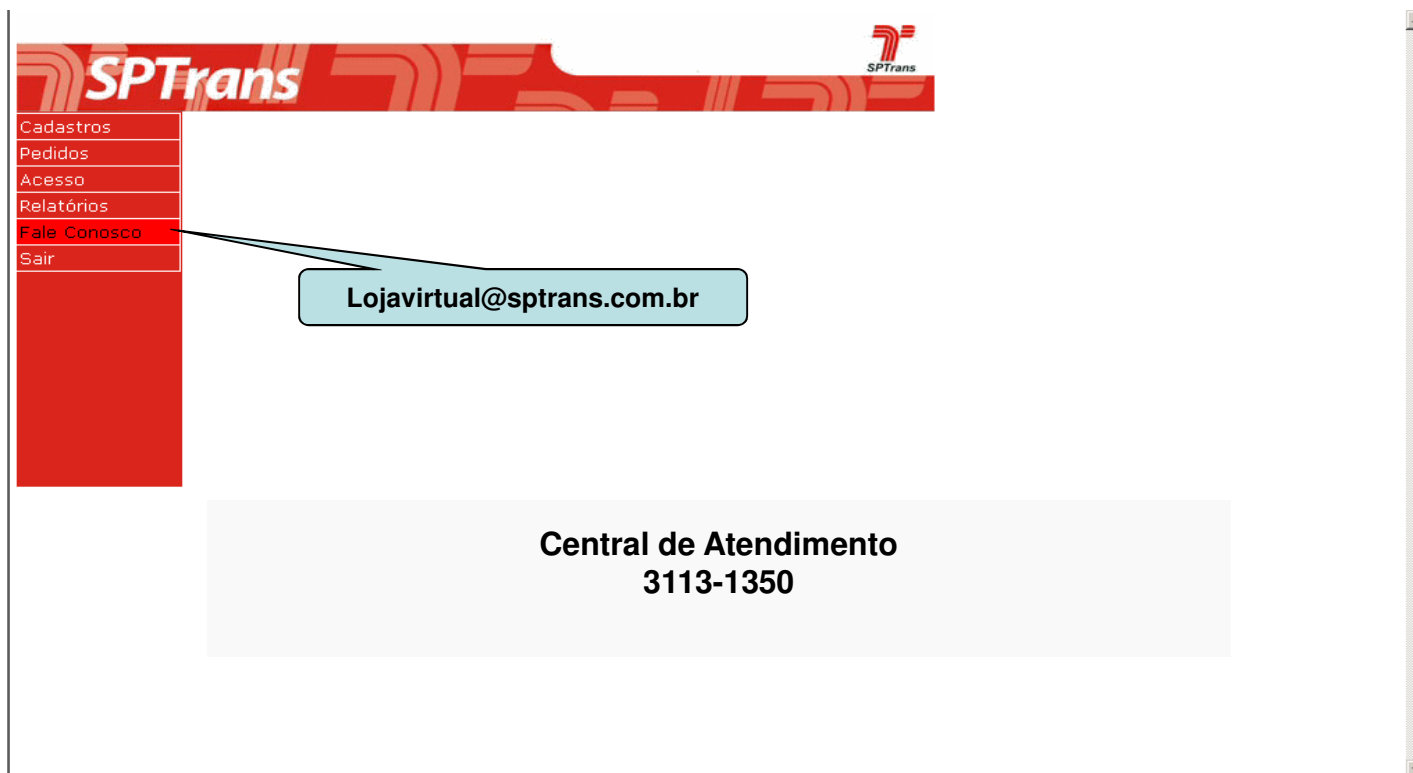 SPTrans
SPTrans
Cadastros
Pedidos
Acesso
Relatórios
Fale Conosco
Sair
Lojavirtual@sptrans.com.br
Central de Atendimento
3113-1350